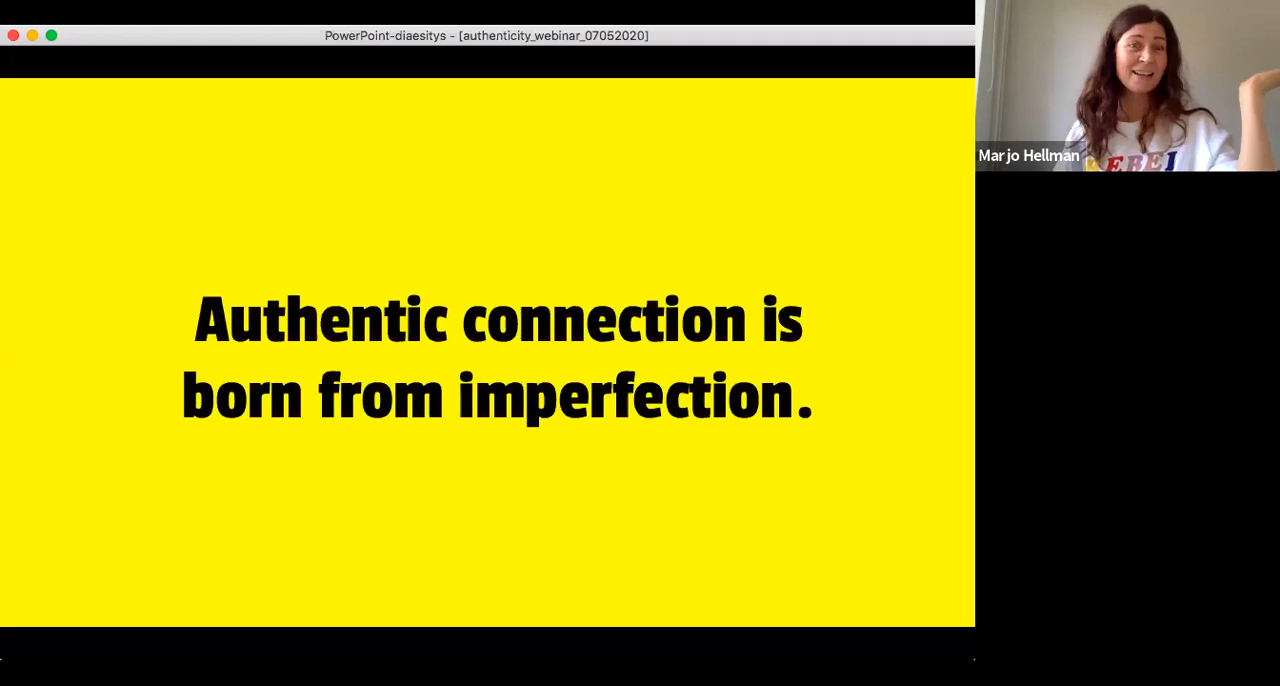 PowerPoint-diaesitys - [authenticity_webinar_07052020]
Authentic connection is
born from imperfection.
Marjo Hellman